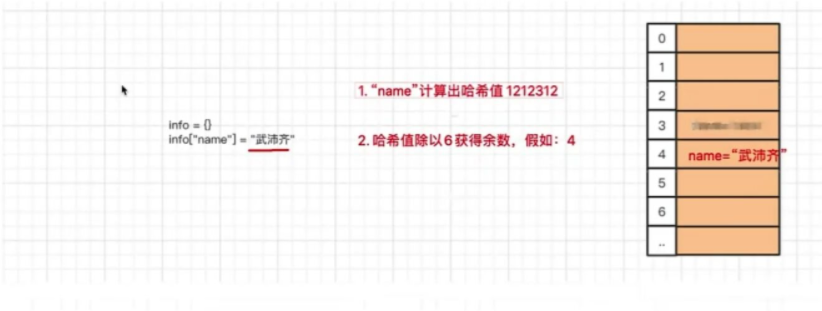 info = {}
info["name"] = "武沛齐"
1. "name"计算出哈希值 1212312
2. 哈希值除以6获得余数，假如：4
0
1
2
3
4 name="武沛齐"
5
6
..